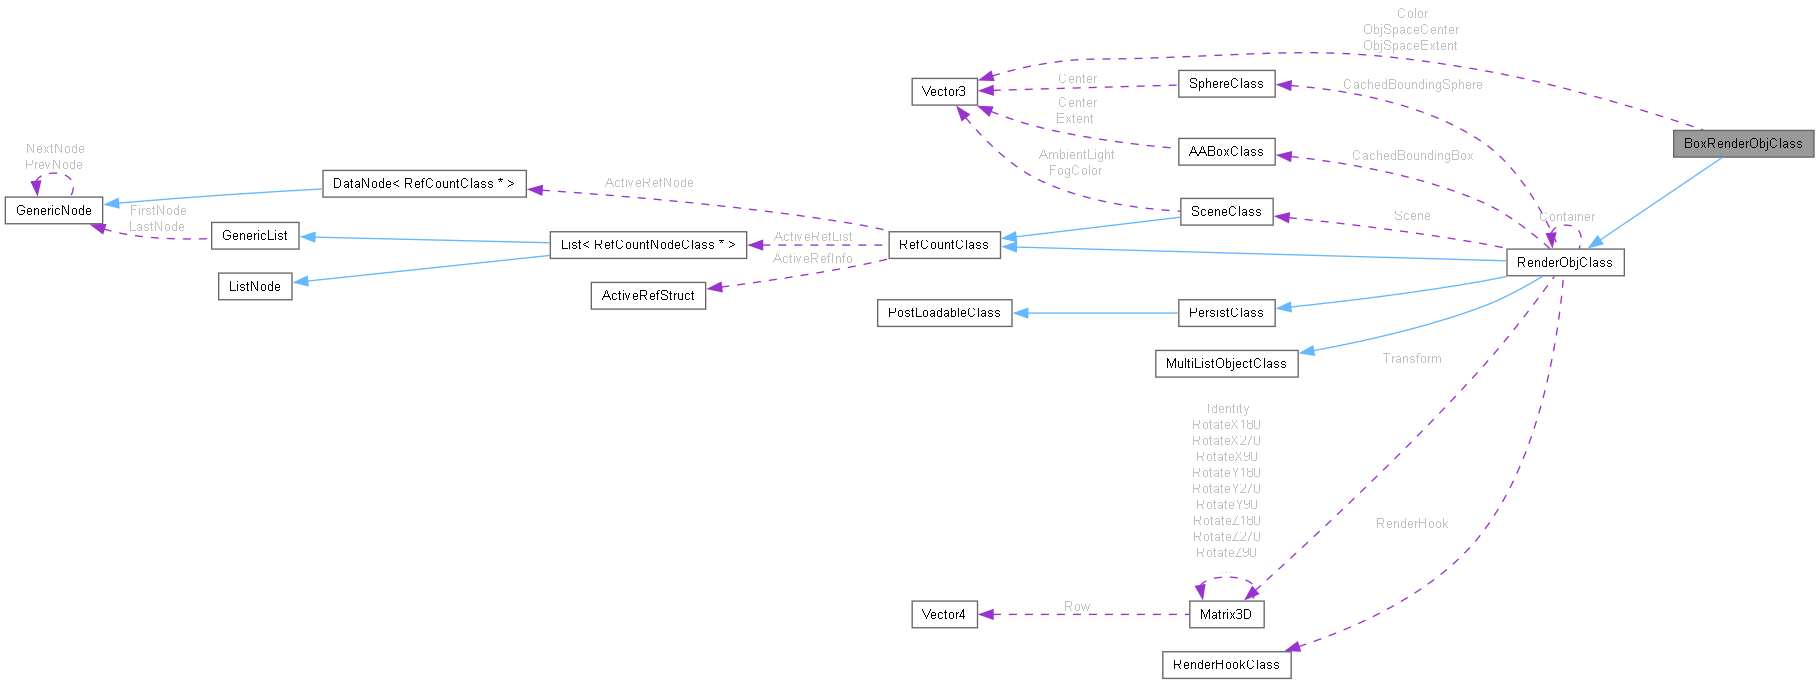 Color
ObjSpaceCenter
ObjSpaceExtent
Vector3
Center
SphereClass
CachedBoundingSphere
Center
Extent
BoxRenderObjClass
AABoxClass
CachedBoundingBox
AmbientLight
FogColor
NextNode
PrevNode
GenericNode
DataNode< RefCountClass * >
ActiveRefNode
FirstNode
LastNode
GenericList
List< RefCountNodeClass * >
ActiveRefList
ActiveRefInfo
RefCountClass
SceneClass
Scene
Container
RenderObjClass
ListNode
ActiveRefStruct
PostLoadableClass
PersistClass
MultiListObjectClass
Transform
Identity
RotateX180
RotateX270
RotateX90
RotateY180
RotateY270
RotateY90
RotateZ180
RotateZ270
RotateZ90
...
RenderHook
Vector4
Row
Matrix3D
RenderHookClass